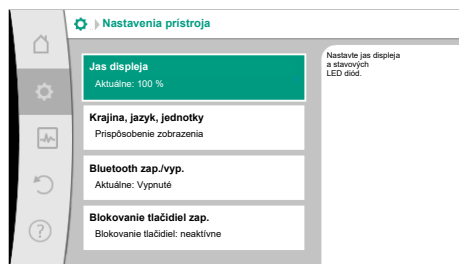 Nastavenia prístroja
Jas displeja
Aktuálne: 100 %
Krajina, jazyk, jednotky
Prispôsobenie zobrazenia
Bluetooth zap./vyp.
Aktuálne: Vypnuté
Blokovanie tlačidiel zap.
Blokovanie tlačidiel: neaktívne
Nastavte jas displeja
a stavových
LED diód.